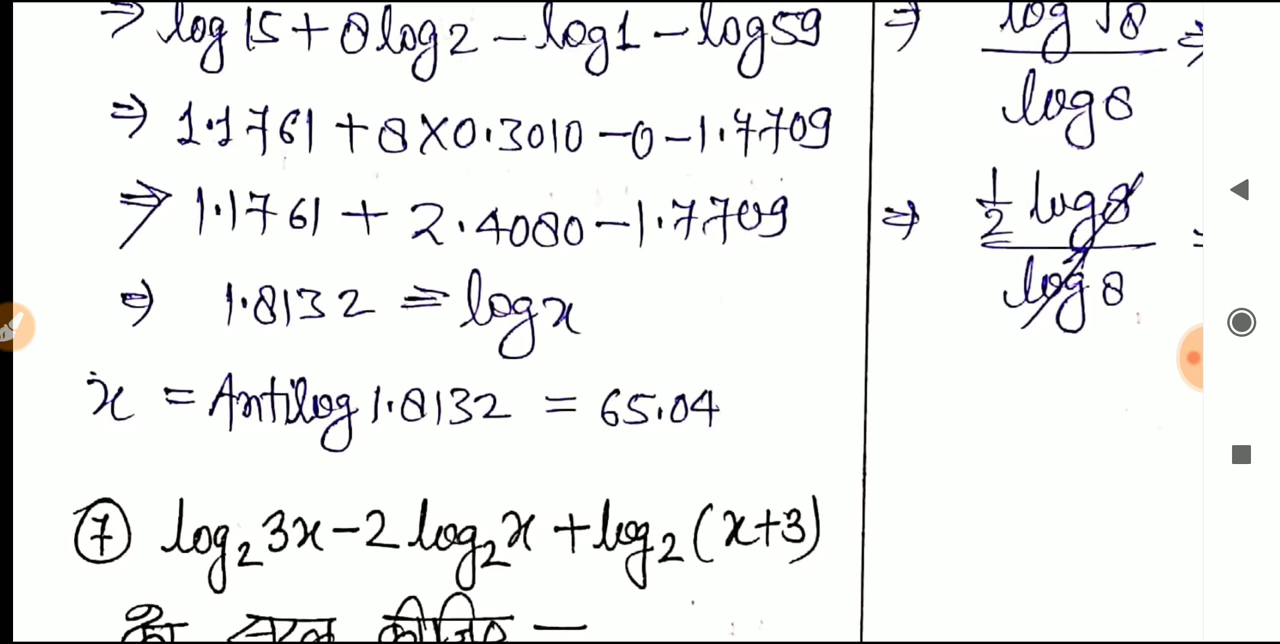 ⇒ log 15 + 8 log 2 - log 1 - log 59
⇒ 1.1761 + 8 × 0.3010 - 0 - 1.7709
⇒ 1.1761 + 2.4080 - 1.7709
⇒ 1.8132 = log x
x = Antilog 1.8132 = 65.04
⑦ log₂ 3x - 2 log₂ x + log₂ (x+3)
का सरल कीजिए —
⇒ log √8 / log 8 ⇒
⇒ ½ log 8 / log 8 =